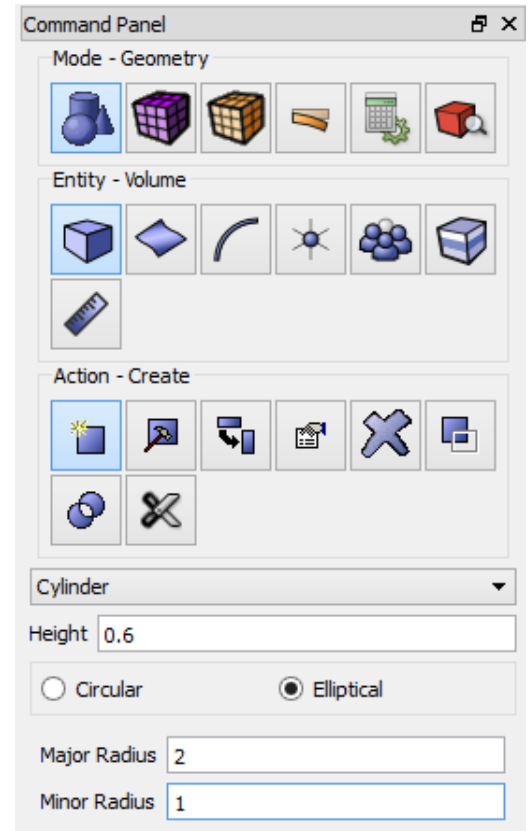 Command Panel
Mode - Geometry
Entity - Volume
Action - Create
Cylinder
Height 0.6
Circular Elliptical
Major Radius 2
Minor Radius 1